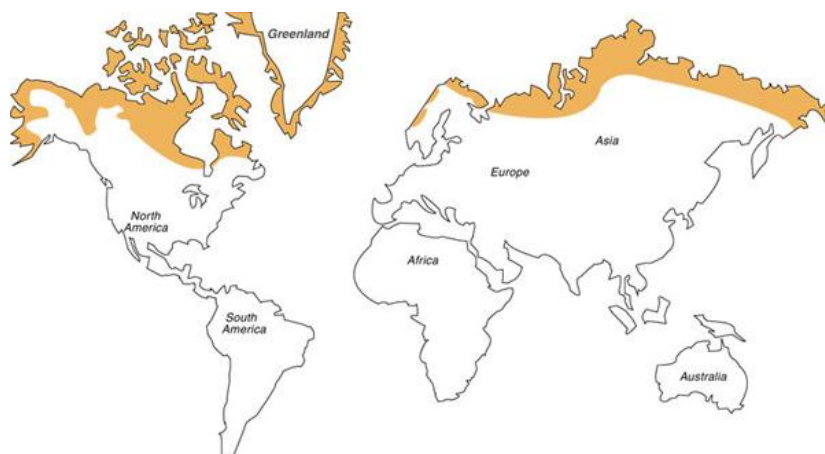 Greenland
Asia
Europe
North
America
Africa
South
America
Australia